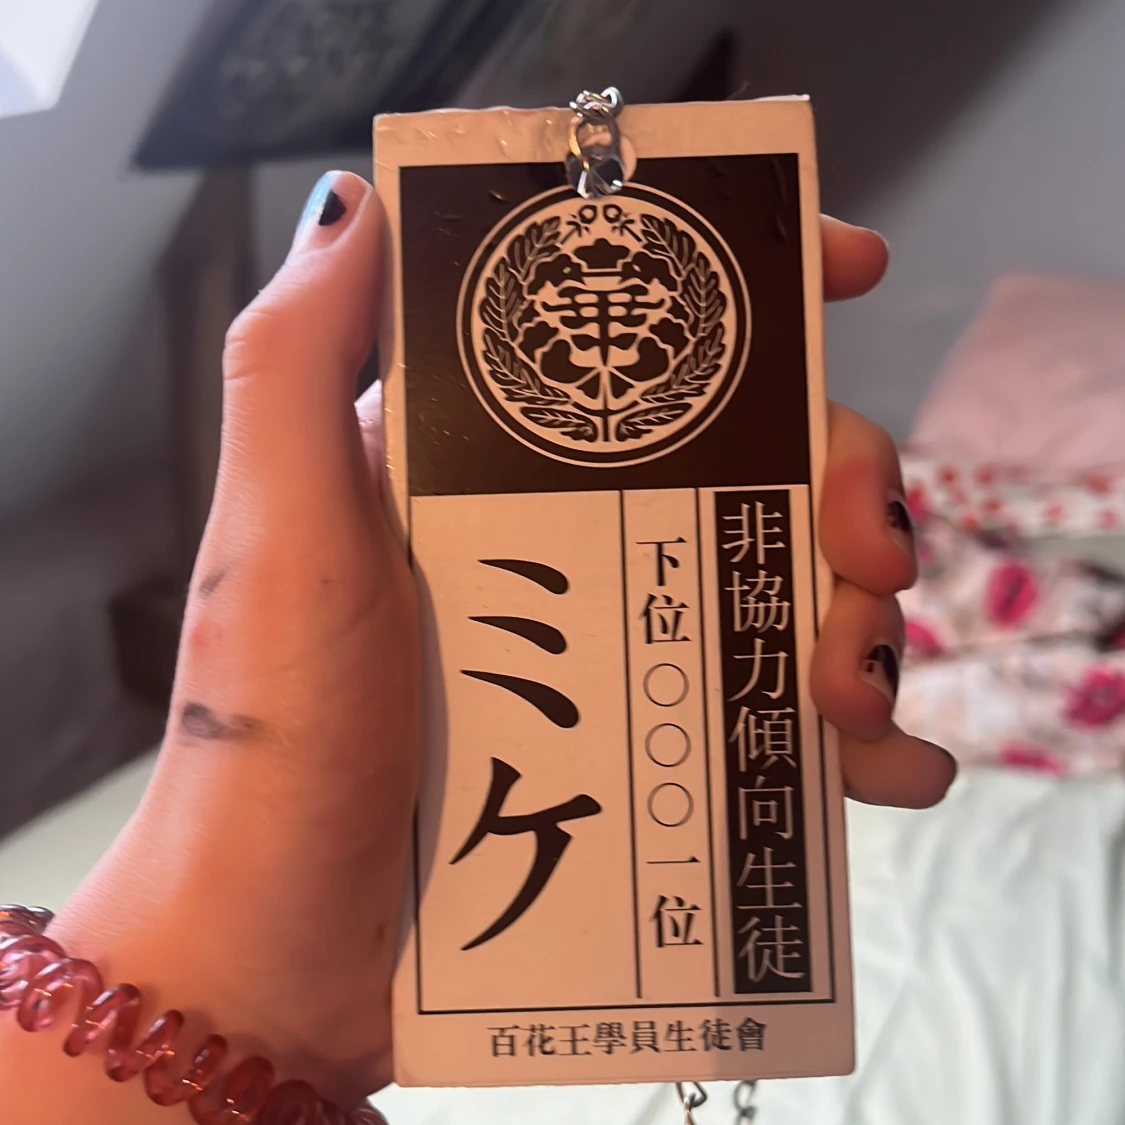 非協力傾向生徒
下位〇〇〇一位
ミケ
百花王學員生徒會